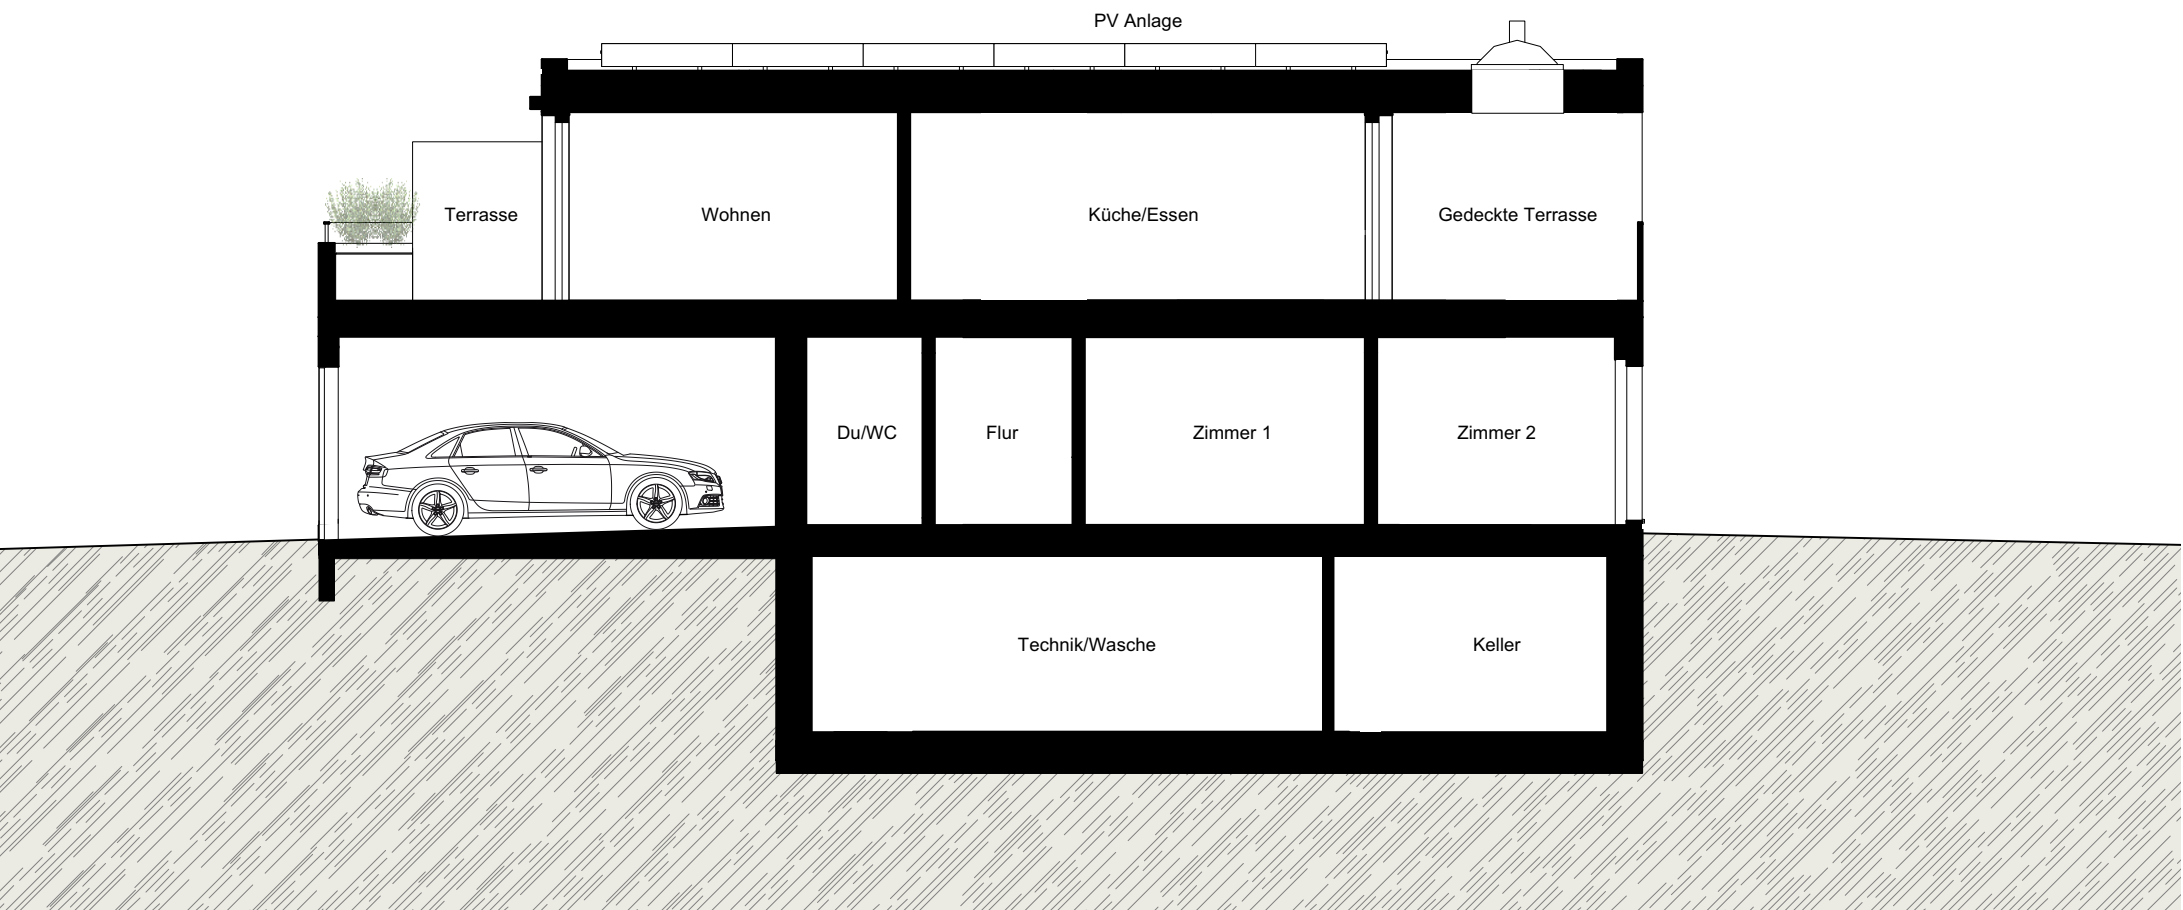 PV Anlage
Terrasse
Wohnen
Küche/Essen
Gedeckte Terrasse
Du/WC
Flur
Zimmer 1
Zimmer 2
Technik/Wasche
Keller